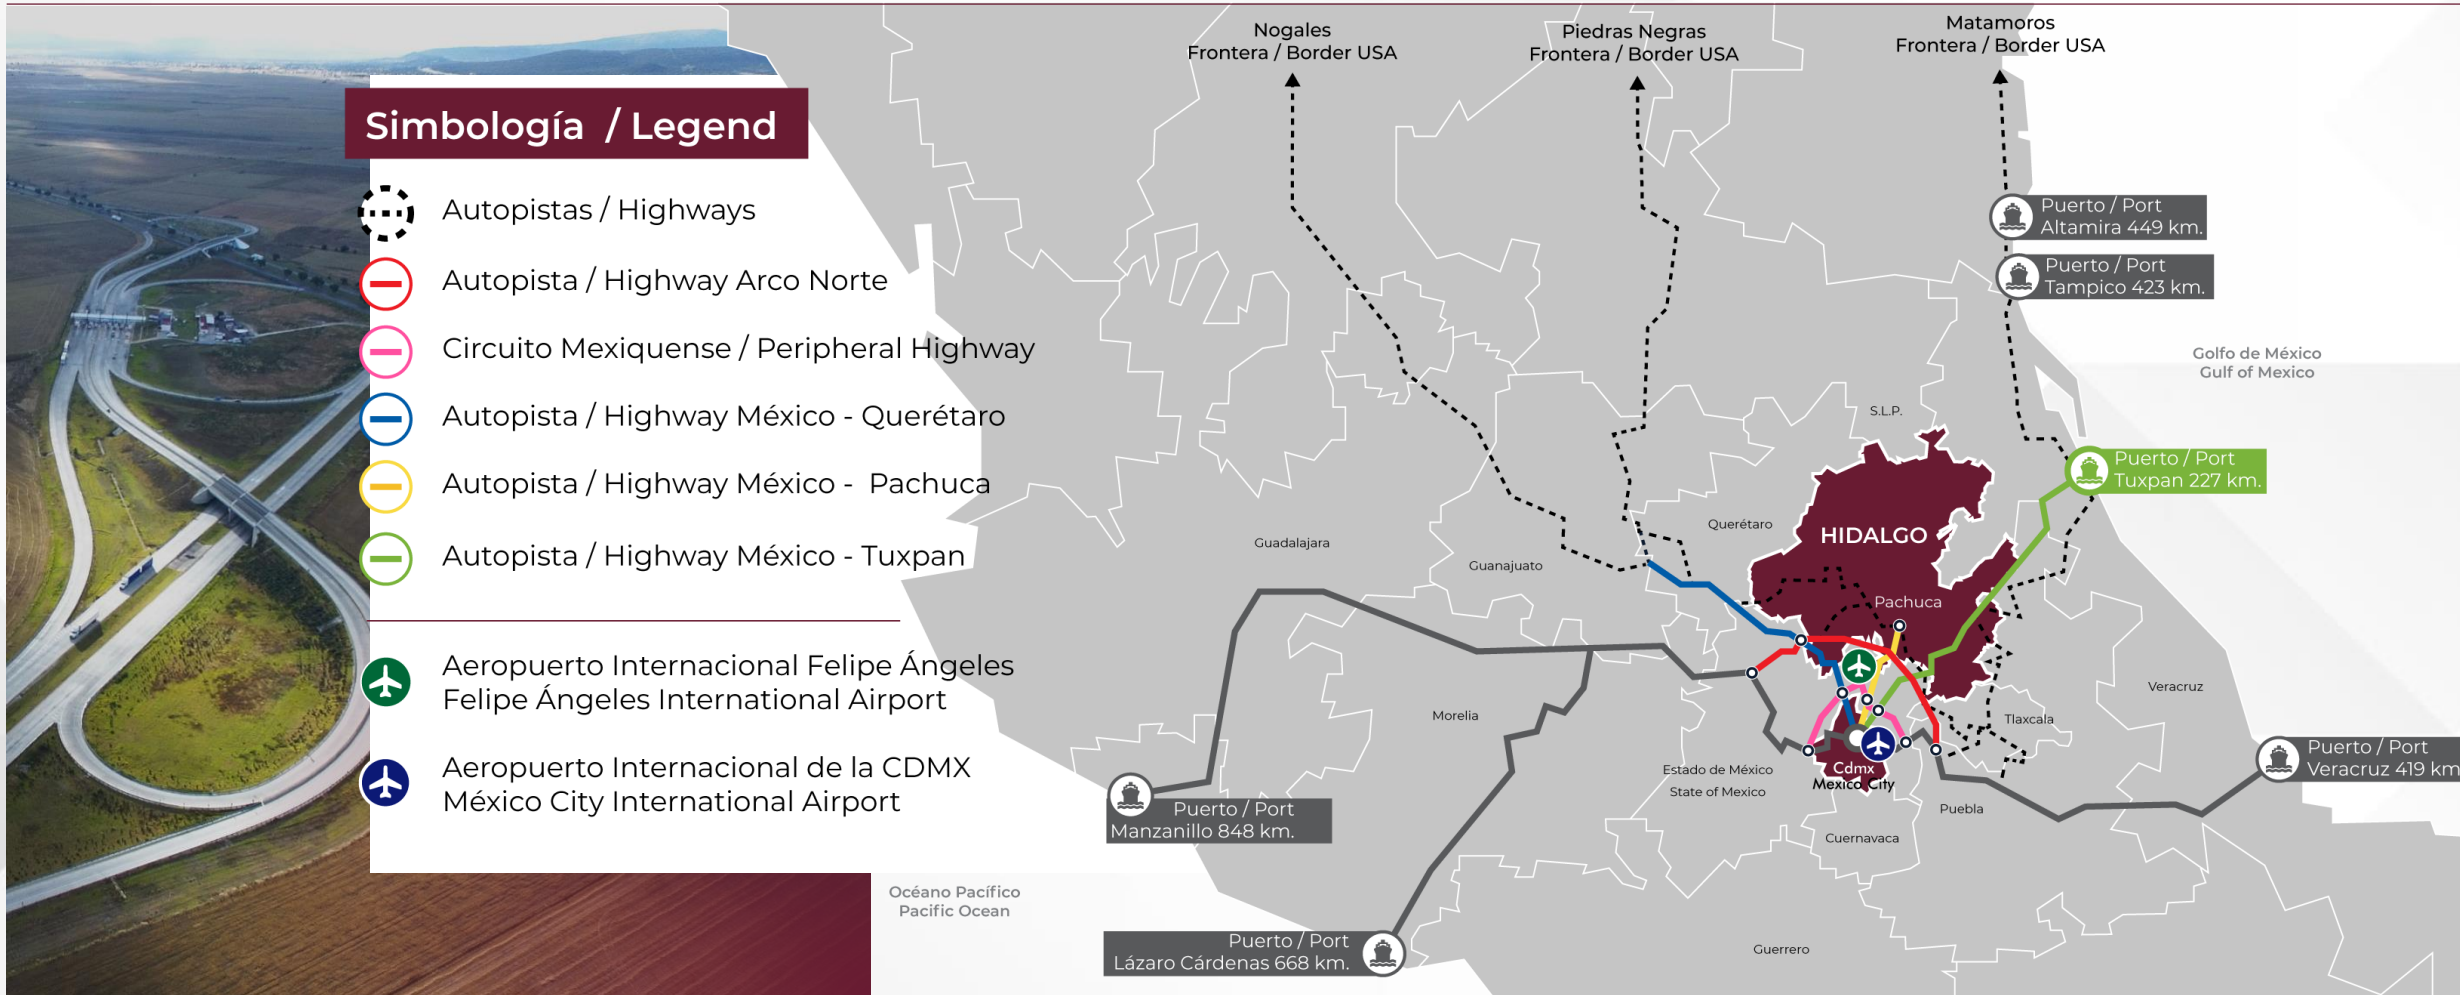 Simbología / Legend
Autopistas / Highways
Autopista / Highway Arco Norte
Circuito Mexiquense / Peripheral Highway
Autopista / Highway México - Querétaro
Autopista / Highway México - Pachuca
Autopista / Highway México - Tuxpan
Aeropuerto Internacional Felipe Ángeles
Felipe Ángeles International Airport
Aeropuerto Internacional de la CDMX
México City International Airport
Nogales
Frontera / Border USA
Piedras Negras
Frontera / Border USA
Matamoros
Frontera / Border USA
Puerto / Port
Altamira 449 km.
Puerto / Port
Tampico 423 km.
Golfo de México
Gulf of Mexico
S.L.P.
Puerto / Port
Tuxpan 227 km.
Querétaro
HIDALGO
Guadalajara
Guanajuato
Pachuca
Veracruz
Morelia
Tlaxcala
Puerto / Port
Veracruz 419 km
Estado de México
State of Mexico
Cdmx
Mexico City
Puerto / Port
Manzanillo 848 km.
Puebla
Cuernavaca
Océano Pacífico
Pacific Ocean
Puerto / Port
Lázaro Cárdenas 668 km.
Guerrero